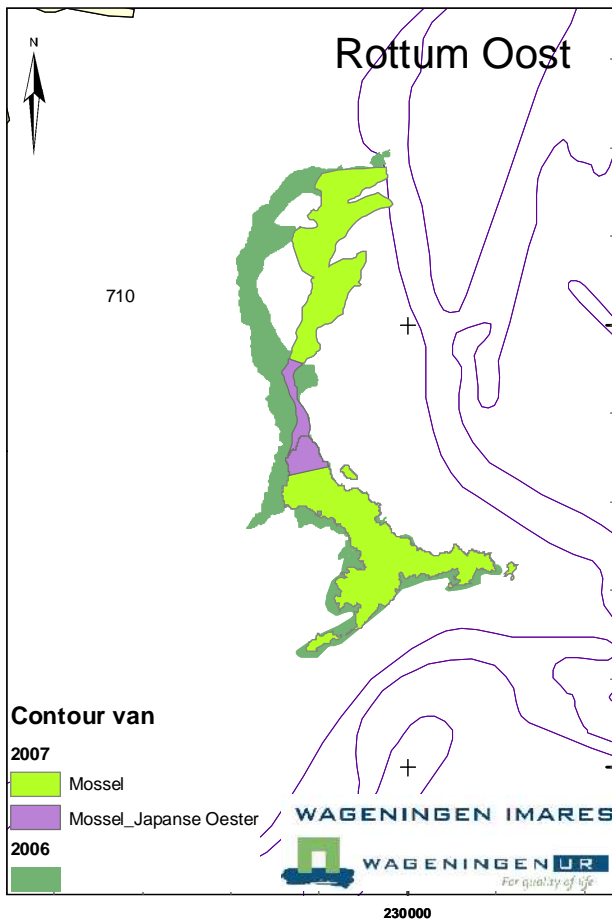 Rottum Oost
N
710
Contour van
2007
Mossel
Mossel_Japanse Oester
2006
WAGENINGEN IMARES
WAGENINGEN UR
For quality of life
230000